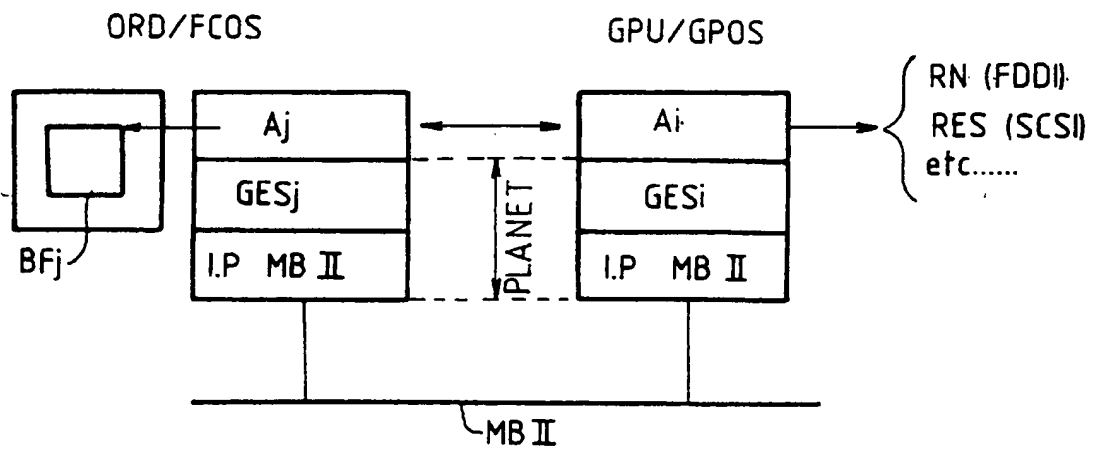 ORD/FCOS
GPU/GPOS
Aj
Ai
RN (FDDI)
RES (SCSI)
etc......
GESj
GESi
PLANET
BFj
I.P MB II
I.P MB II
MB II